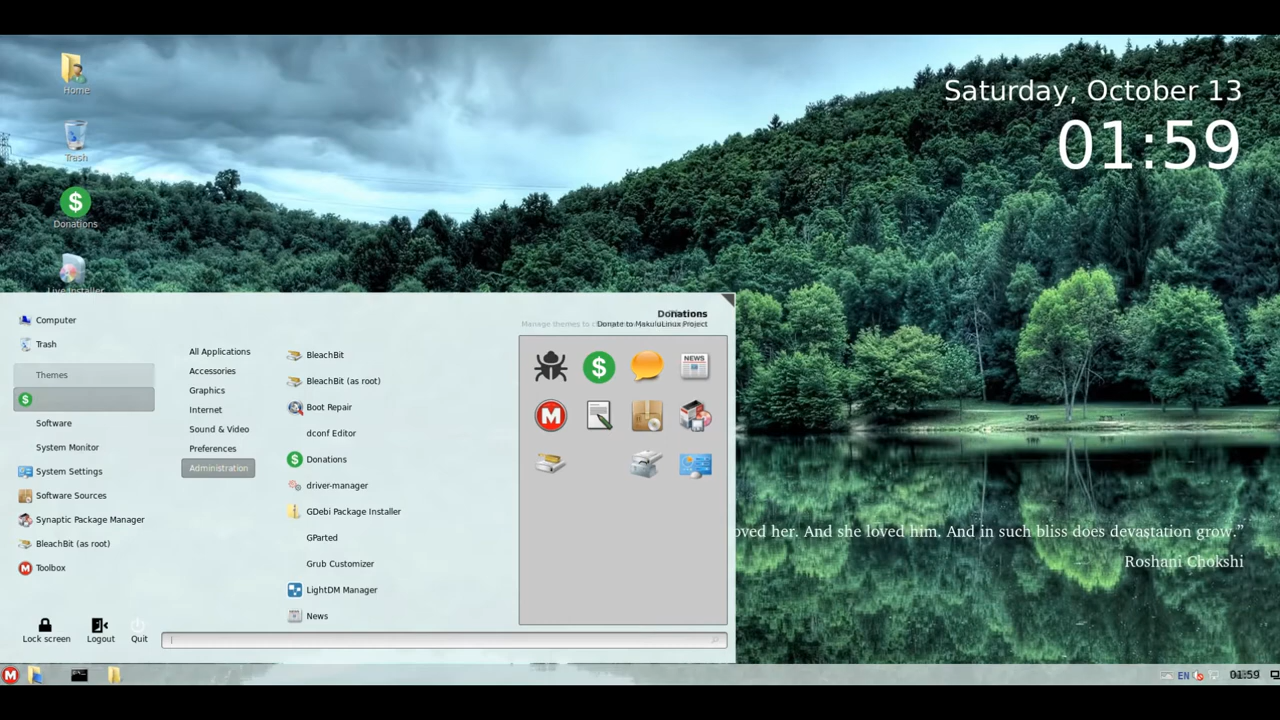 Home
Trash
Donations
Live Installer
Saturday, October 13
01:59
Computer
Trash
Themes
Software
System Monitor
System Settings
Software Sources
Synaptic Package Manager
BleachBit (as root)
Toolbox
All Applications
Accessories
Graphics
Internet
Sound & Video
Preferences
Administration
BleachBit
BleachBit (as root)
Boot Repair
dconf Editor
Donations
driver-manager
GDebi Package Installer
GParted
Grub Customizer
LightDM Manager
News
Donations
Manage themes to
Donate to MakuluLinux Project
NEWS
M
Lock screen
Logout
Quit
loved her. And she loved him. And in such bliss does devastation grow.”
Roshani Chokshi
M
EN
01:59